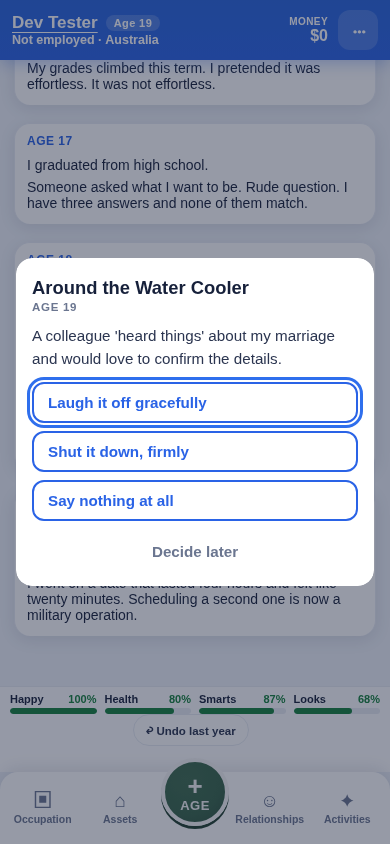 Dev Tester Age 19
Not employed · Australia
MONEY
$0
My grades climbed this term. I pretended it was
effortless. It was not effortless.
AGE 17
I graduated from high school.
Someone asked what I want to be. Rude question. I
have three answers and none of them match.
Around the Water Cooler
AGE 19
A colleague 'heard things' about my marriage
and would love to confirm the details.
Laugh it off gracefully
Shut it down, firmly
Say nothing at all
Decide later
twenty minutes. Scheduling a second one is now a
military operation.
Happy 100% Health 80% Smarts 87% Looks 68%
Undo last year
+
AGE
Occupation Assets Relationships Activities